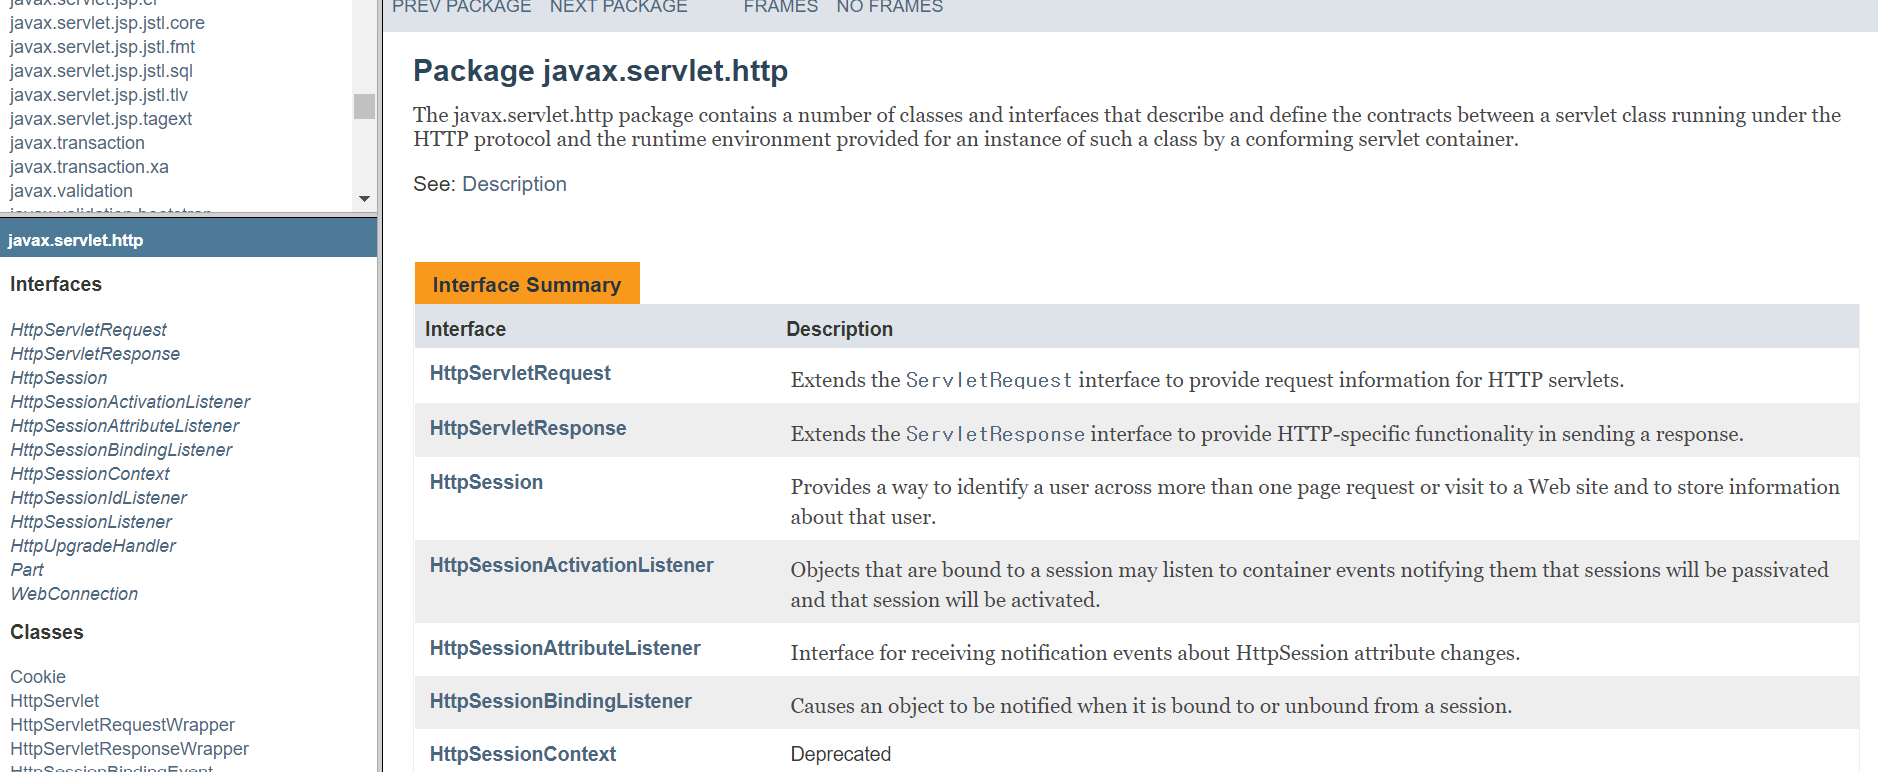 javax.servlet.jsp.el
javax.servlet.jsp.jstl.core
javax.servlet.jsp.jstl.fmt
javax.servlet.jsp.jstl.sql
javax.servlet.jsp.jstl.tlv
javax.servlet.jsp.tagext
javax.transaction
javax.transaction.xa
javax.validation
javax.validation.bootstrap
javax.servlet.http
Interfaces
HttpServletRequest
HttpServletResponse
HttpSession
HttpSessionActivationListener
HttpSessionAttributeListener
HttpSessionBindingListener
HttpSessionContext
HttpSessionIdListener
HttpSessionListener
HttpUpgradeHandler
Part
WebConnection
Classes
Cookie
HttpServlet
HttpServletRequestWrapper
HttpServletResponseWrapper
HttpSessionBindingEvent
PREV PACKAGE NEXT PACKAGE FRAMES NO FRAMES
Package javax.servlet.http
The javax.servlet.http package contains a number of classes and interfaces that describe and define the contracts between a servlet class running under the
HTTP protocol and the runtime environment provided for an instance of such a class by a conforming servlet container.
See: Description
Interface Summary
Interface Description
HttpServletRequest Extends the ServletRequest interface to provide request information for HTTP servlets.
HttpServletResponse Extends the ServletResponse interface to provide HTTP-specific functionality in sending a response.
HttpSession Provides a way to identify a user across more than one page request or visit to a Web site and to store information
about that user.
HttpSessionActivationListener Objects that are bound to a session may listen to container events notifying them that sessions will be passivated
and that session will be activated.
HttpSessionAttributeListener Interface for receiving notification events about HttpSession attribute changes.
HttpSessionBindingListener Causes an object to be notified when it is bound to or unbound from a session.
HttpSessionContext Deprecated